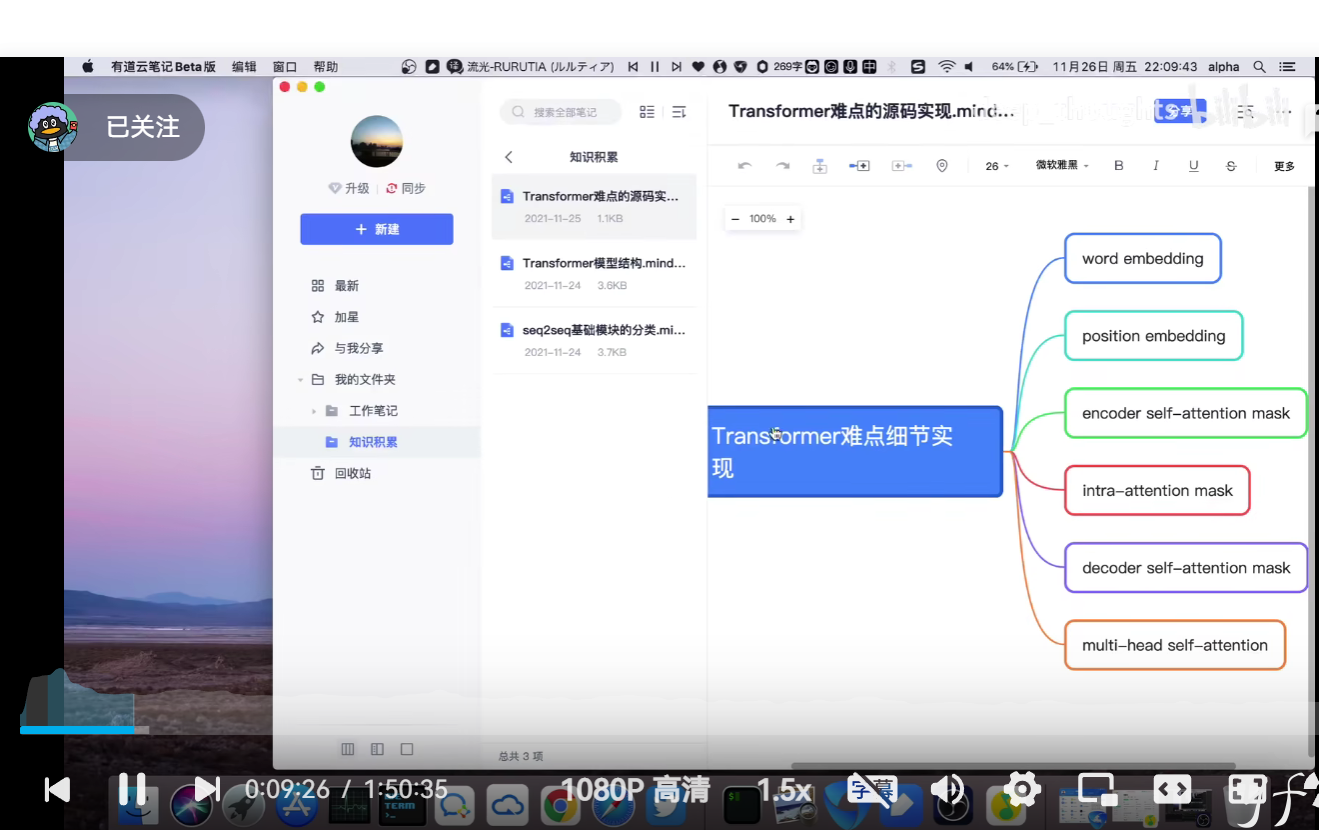 有道云笔记Beta版 编辑 窗口 帮助 流光-RURUTIA (ルルティア) 269字 64% 11月26日 周五 22:09:43 alpha
已关注
升级 同步
+ 新建
最新
加星
与我分享
我的文件夹
工作笔记
知识积累
回收站
搜索全部笔记
知识积累
Transformer难点的源码实...
2021-11-25 1.1KB
Transformer模型结构.mind...
2021-11-24 3.6KB
seq2seq基础模块的分类.mi...
2021-11-24 3.7KB
总共 3 项
Transformer难点的源码实现.mind...
分享
bilibili
26 微软雅黑 B I U S 更多
− 100% +
Transformer难点细节实
现
word embedding
position embedding
encoder self-attention mask
intra-attention mask
decoder self-attention mask
multi-head self-attention
0:09:26 / 1:50:35 1080P 高清 1.5x 字幕
TERM